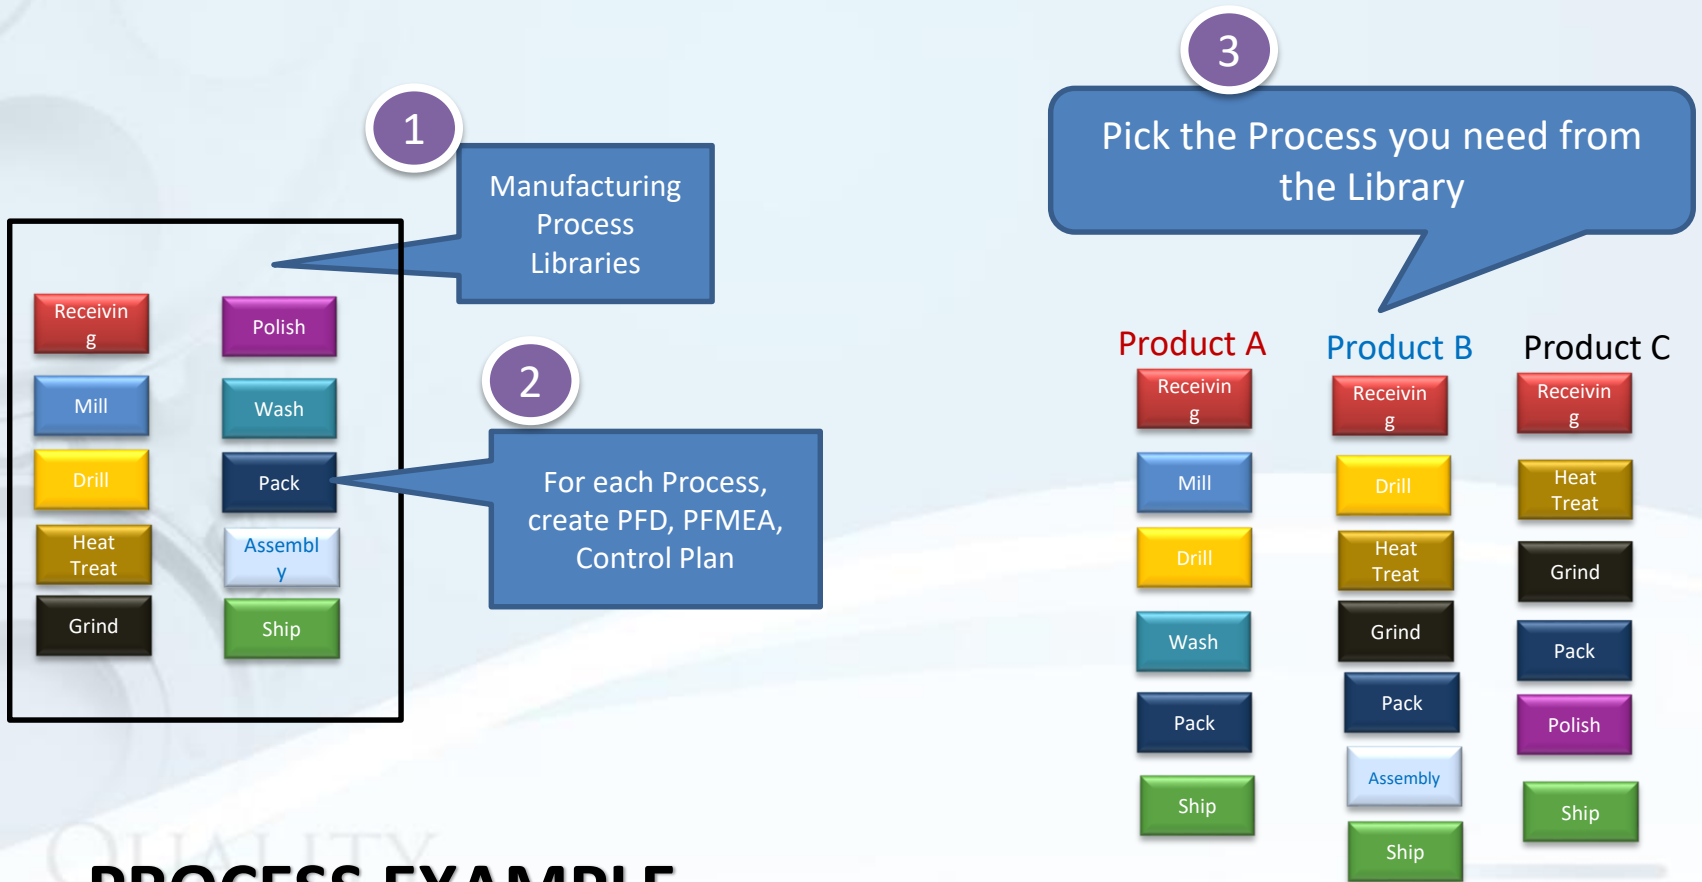 1
Manufacturing
Process
Libraries
Receivin
g
Polish
Mill
Wash
Drill
Pack
Heat
Treat
Assembl
y
Grind
Ship
2
For each Process,
create PFD, PFMEA,
Control Plan
3
Pick the Process you need from
the Library
Product A
Receivin
g
Mill
Drill
Wash
Pack
Ship
Product B
Receivin
g
Drill
Heat
Treat
Grind
Pack
Assembly
Ship
Product C
Receivin
g
Heat
Treat
Grind
Pack
Polish
Ship
QUALITY
PROCESS EXAMPLE